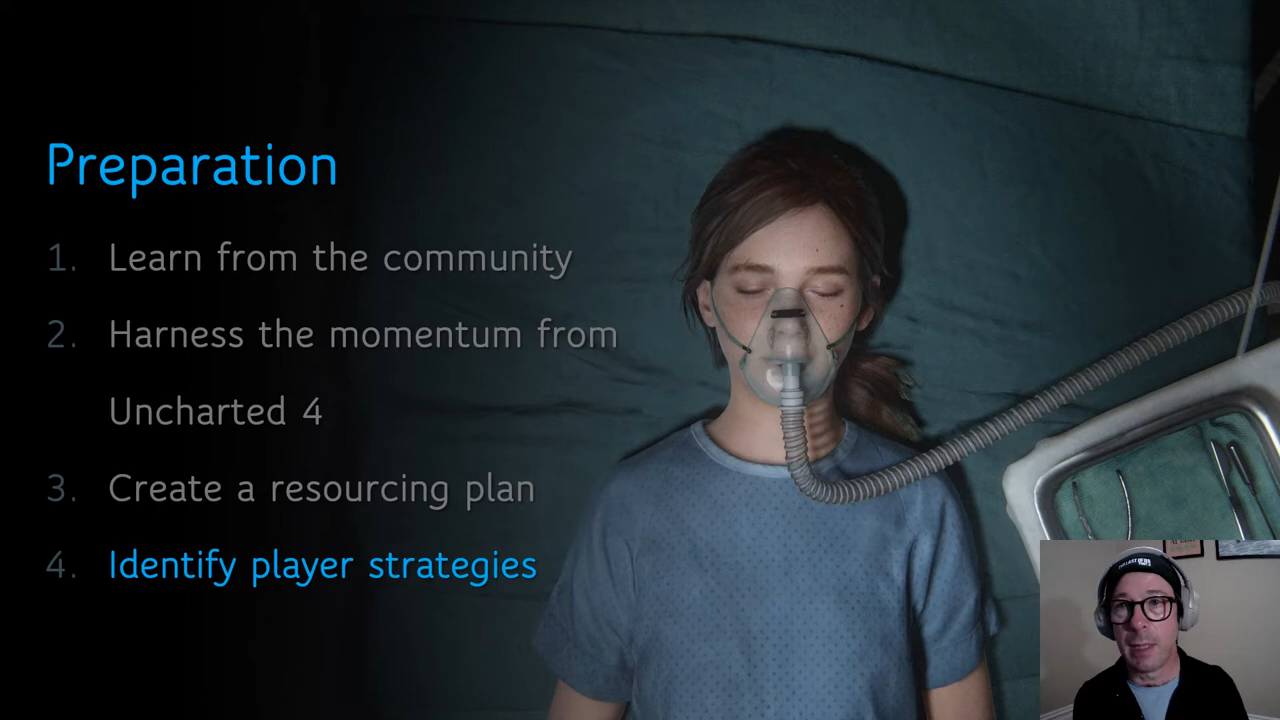 Preparation
1. Learn from the community
2. Harness the momentum from
Uncharted 4
3. Create a resourcing plan
4. Identify player strategies